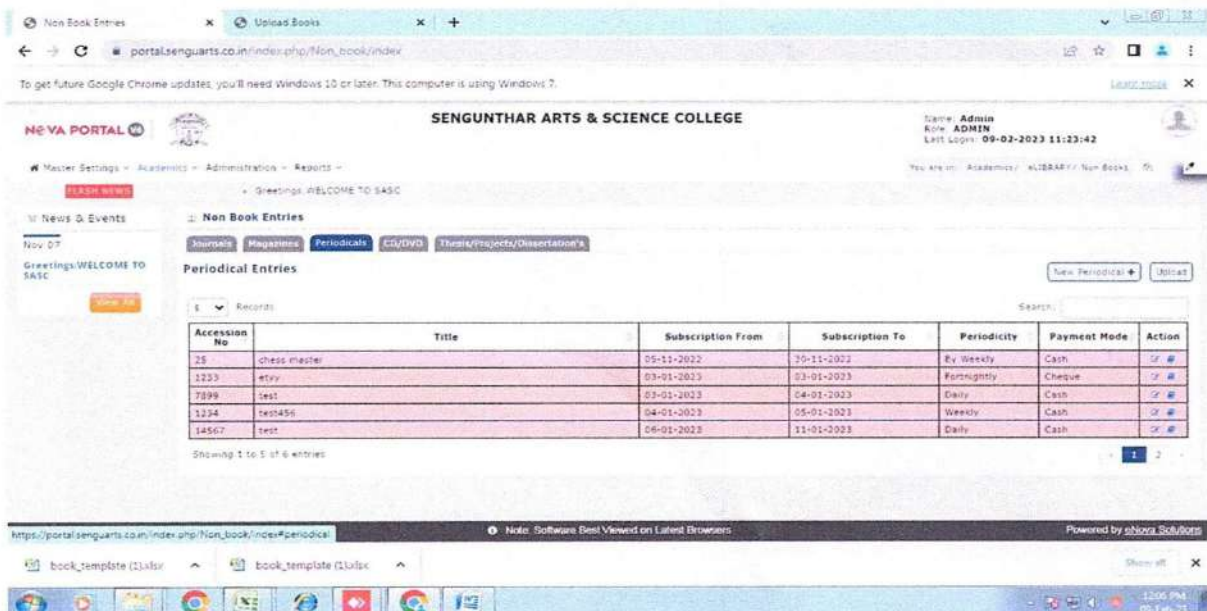 Non Book Entries
Upload Books
portal.senguarts.co.in/index.php/Non_book/index
To get future Google Chrome updates, you'll need Windows 10 or later. This computer is using Windows 7.
Learn more
NeVA PORTAL
SENGUNTHAR ARTS & SCIENCE COLLEGE
Name: Admin
Role: ADMIN
Last Login: 09-02-2023 11:23:42
Master Settings Academics Administration Reports
You are in: Academics/ eLIBRARY/ Non Books
FLASH NEWS
Greetings :WELCOME TO SASC
News & Events
Nov 07
Greetings:WELCOME TO SASC
View All
Non Book Entries
Journals Magazines Periodicals CD/DVD Thesis/Projects/Dissertation's
Periodical Entries
New Periodical + Upload
Records
Search:
Accession No Title Subscription From Subscription To Periodicity Payment Mode Action
25 chess master 05-11-2022 30-11-2022 By Weekly Cash
1233 03-01-2023 03-01-2023 Fortnightly Cheque
7899 test 03-01-2023 04-01-2023 Daily Cash
1234 test456 04-01-2023 05-01-2023 Weekly Cash
14567 test 06-01-2023 11-01-2023 Daily Cash
Showing 1 to 5 of 6 entries
1 2
https://portal.senguarts.co.in/index.php/Non_book/index#periodical
Note: Software Best Viewed on Latest Browsers
Powered by eNova Solutions
book_template (1).xlsx
book_template (1).xlsx
Show all
12:06 PM